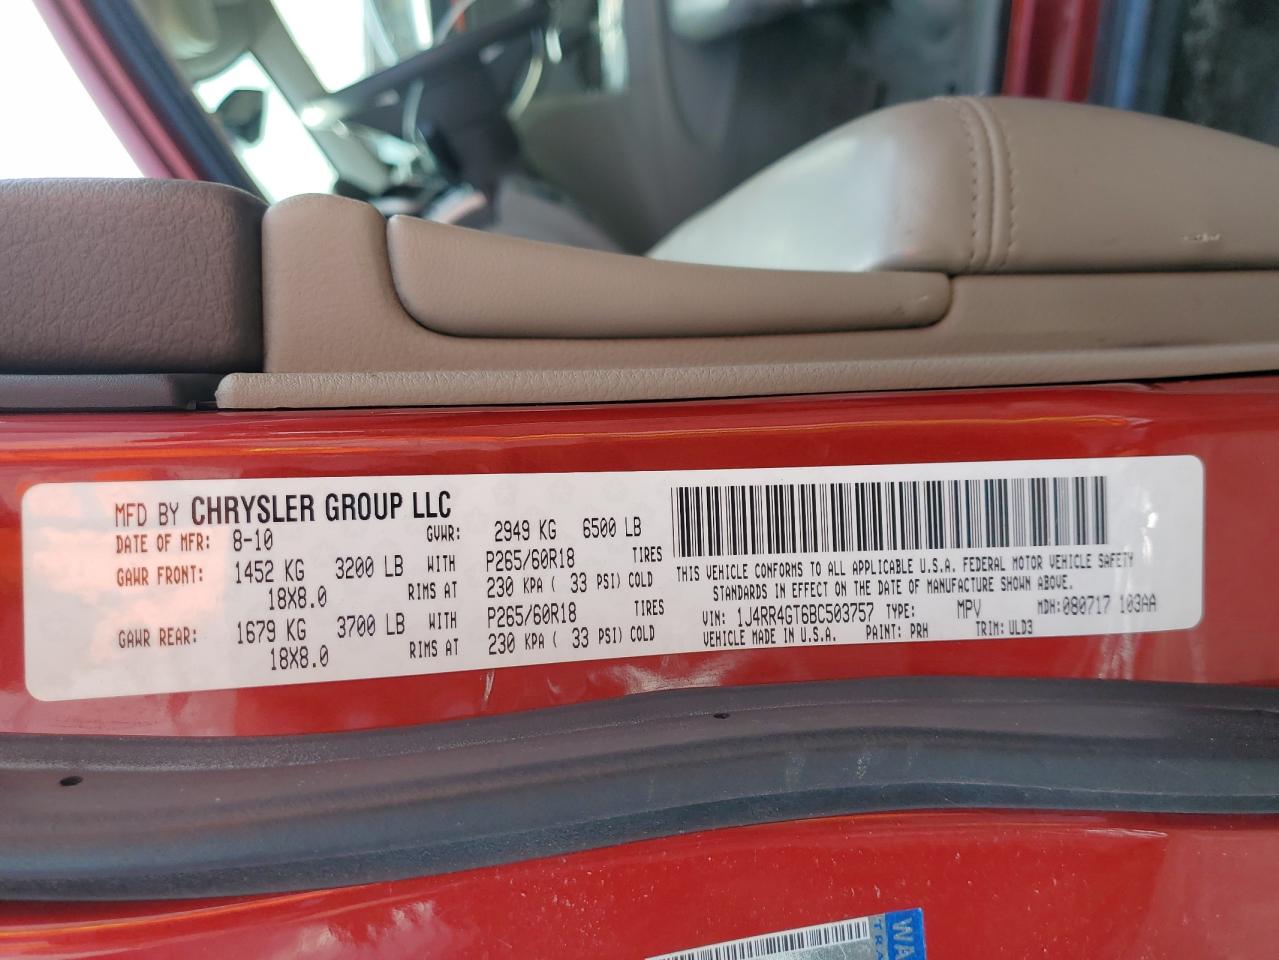 MFD BY CHRYSLER GROUP LLC
DATE OF MFR: 8-10 GVWR: 2949 KG 6500 LB
GAWR FRONT: 1452 KG 3200 LB WITH P265/60R18 TIRES
18X8.0 RIMS AT 230 KPA ( 33 PSI) COLD
GAWR REAR: 1679 KG 3700 LB WITH P265/60R18 TIRES
18X8.0 RIMS AT 230 KPA ( 33 PSI) COLD
THIS VEHICLE CONFORMS TO ALL APPLICABLE U.S.A. FEDERAL MOTOR VEHICLE SAFETY
STANDARDS IN EFFECT ON THE DATE OF MANUFACTURE SHOWN ABOVE.
VIN: 1J4RR4GT6BC503757 TYPE: MPV MDH: 080717 103AA
VEHICLE MADE IN U.S.A. PAINT: PRH TRIM: ULD3